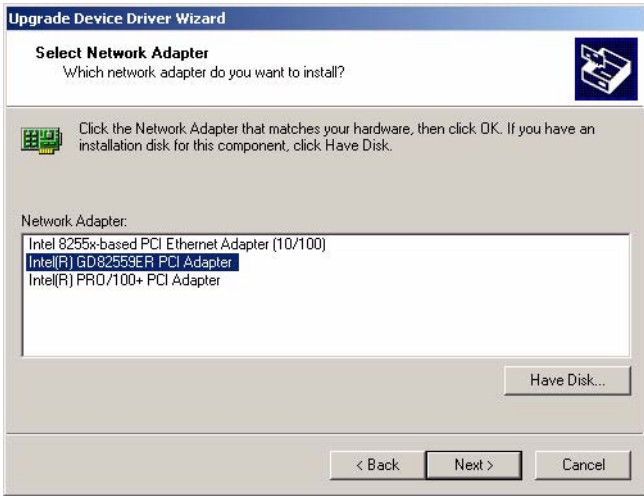 Upgrade Device Driver Wizard
Select Network Adapter
Which network adapter do you want to install?
Click the Network Adapter that matches your hardware, then click OK. If you have an
installation disk for this component, click Have Disk.
Network Adapter:
Intel 8255x-based PCI Ethernet Adapter (10/100)
Intel(R) GD82559ER PCI Adapter
Intel(R) PRO/100+ PCI Adapter
Have Disk...
< Back Next > Cancel